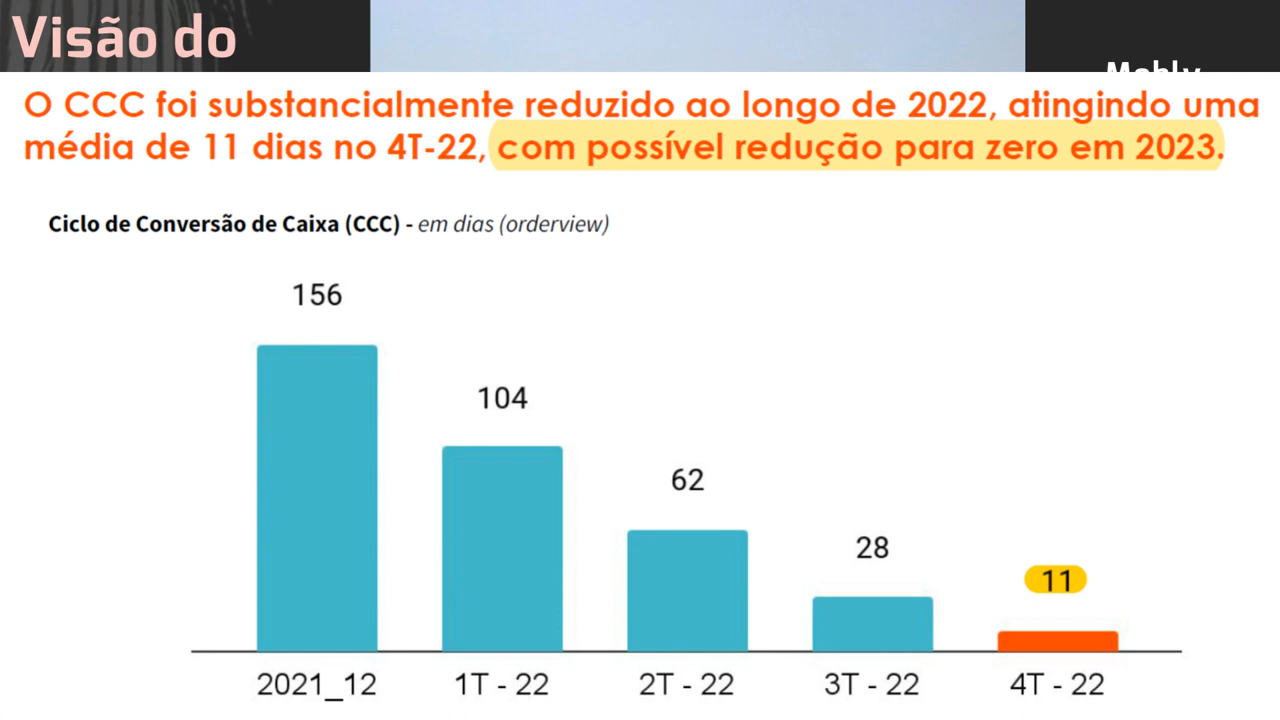 Visão do
Mobly
O CCC foi substancialmente reduzido ao longo de 2022, atingindo uma
média de 11 dias no 4T-22, com possível redução para zero em 2023.
Ciclo de Conversão de Caixa (CCC) - em dias (orderview)
156
104
62
28
11
2021_12
1T - 22
2T - 22
3T - 22
4T - 22